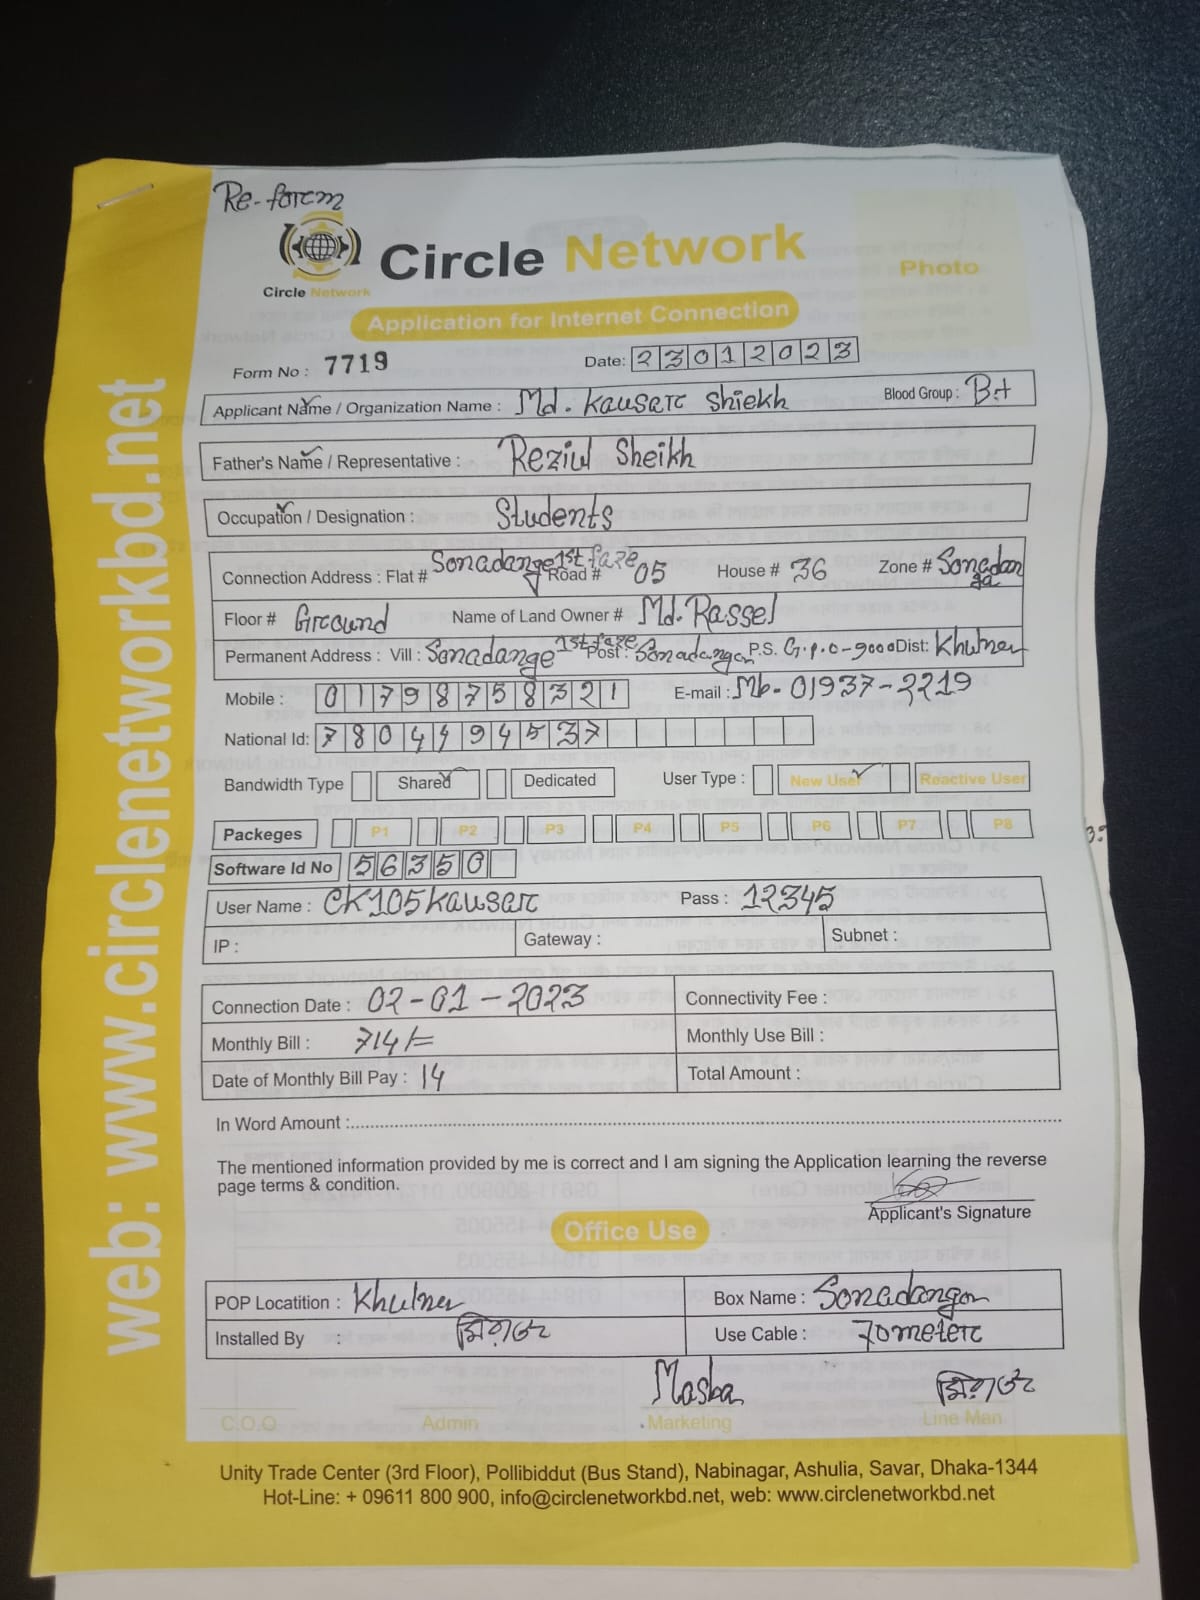 Re-ফরেম
Circle Network
Circle Network
Photo
Application for Internet Connection
Form No : 7719 Date: 23012023
Applicant Name / Organization Name : Md. Kausar Shiekh Blood Group : B+
Father's Name / Representative : Reziul Sheikh
Occupation / Designation : Students
Connection Address : Flat # Sonadange 1st faze Road # 05 House # 36 Zone # Sonadanga
Floor # Ground Name of Land Owner # Md. Rassel
Permanent Address : Vill : Sonadange 1st faze Post : Sonadanga P.S. G.p.o-9000 Dist: Khulna
Mobile : 01798758321 E-mail : Mb- 01937-2219
National Id: 7804494537
Bandwidth Type Shared Dedicated User Type : New User Reactive User
Packeges P1 P2 P3 P4 P5 P6 P7 P8
Software Id No 56350
User Name : CK105kausar Pass : 12345
IP : Gateway : Subnet :
Connection Date : 02-01-2023 Connectivity Fee :
Monthly Bill : 714/= Monthly Use Bill :
Date of Monthly Bill Pay : 14 Total Amount :
In Word Amount :
The mentioned information provided by me is correct and I am signing the Application learning the reverse
page terms & condition.
Applicant's Signature
Office Use
POP Locatition : Khulna Box Name : Sonadanga
Installed By : মিরাজ Use Cable : 70 meter
Masba মিরাজ
C.O.O Admin Marketing Line Man
Unity Trade Center (3rd Floor), Pollibiddut (Bus Stand), Nabinagar, Ashulia, Savar, Dhaka-1344
Hot-Line: + 09611 800 900, info@circlenetworkbd.net, web: www.circlenetworkbd.net
web: www.circlenetworkbd.net